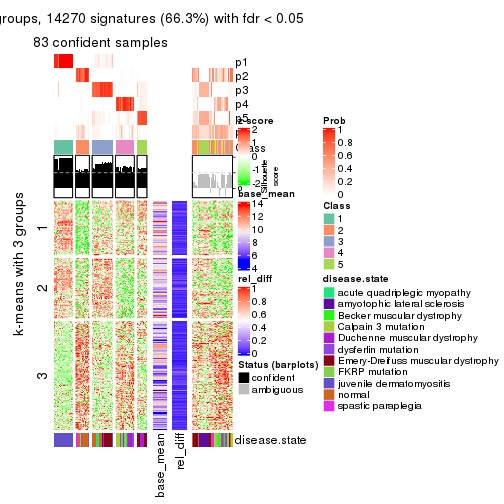 groups, 14270 signatures (66.3%) with fdr < 0.05
83 confident samples
p1
p2
p3
p4
p5
Class
Silhouette
score
k-means with 3 groups
1
2
3
base_mean
rel_diff
disease.state
z-score
2
1
0
-1
-2
base_mean
14
12
10
8
6
4
rel_diff
1
0.8
0.6
0.4
0.2
0
Status (barplots)
confident
ambiguous
Prob
1
0.8
0.6
0.4
0.2
0
Class
1
2
3
4
5
disease.state
acute quadriplegic myopathy
amyotrophic lateral sclerosis
Becker muscular dystrophy
Calpain 3 mutation
Duchenne muscular dystrophy
dysferlin mutation
Emery-Dreifuss muscular dystrophy
FKRP mutation
juvenile dermatomyositis
normal
spastic paraplegia